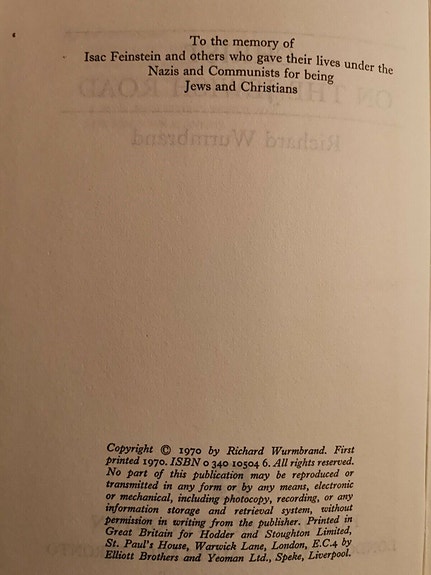 To the memory of
Isac Feinstein and others who gave their lives under the
Nazis and Communists for being
Jews and Christians
Copyright © 1970 by Richard Wurmbrand. First
printed 1970. ISBN 0 340 10504 6. All rights reserved.
No part of this publication may be reproduced or
transmitted in any form or by any means, electronic
or mechanical, including photocopy, recording, or any
information storage and retrieval system, without
permission in writing from the publisher. Printed in
Great Britain for Hodder and Stoughton Limited,
St. Paul's House, Warwick Lane, London, E.C.4 by
Elliott Brothers and Yeoman Ltd., Speke, Liverpool.